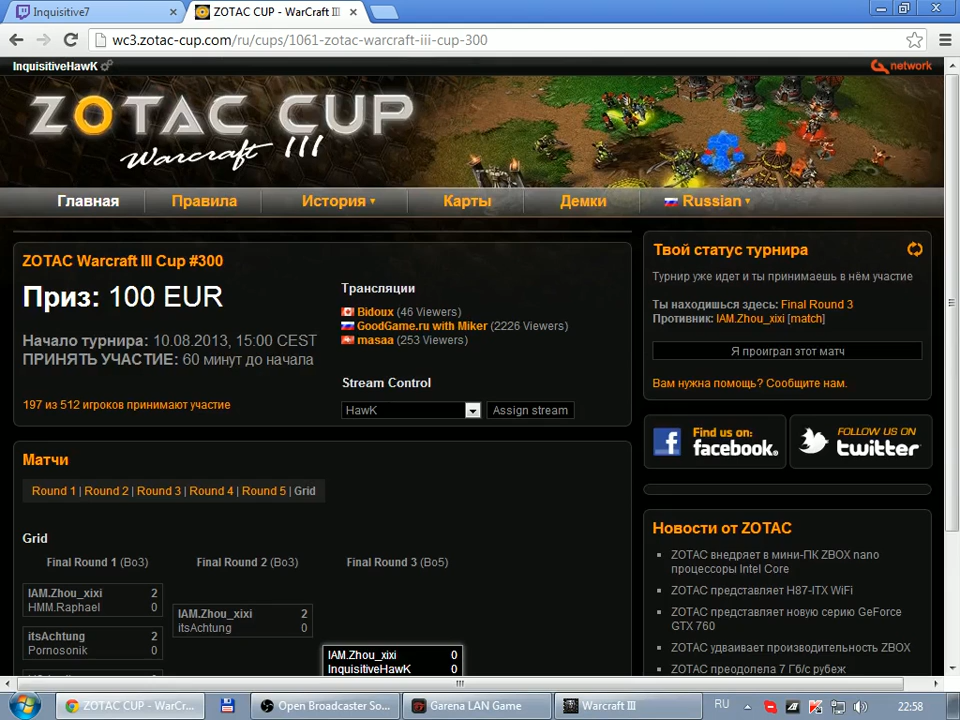 Inquisitive7
ZOTAC CUP - WarCraft III
wc3.zotac-cup.com/ru/cups/1061-zotac-warcraft-iii-cup-300
InquisitiveHawK
network
ZOTAC CUP
Warcraft III
Главная
Правила
История
Карты
Демки
Russian
ZOTAC Warcraft III Cup #300
Приз: 100 EUR
Начало турнира: 10.08.2013, 15:00 CEST
ПРИНЯТЬ УЧАСТИЕ: 60 минут до начала
197 из 512 игроков принимают участие
Трансляции
Bidoux (46 Viewers)
GoodGame.ru with Miker (2226 Viewers)
masaa (253 Viewers)
Stream Control
HawK
Assign stream
Матчи
Round 1 | Round 2 | Round 3 | Round 4 | Round 5 | Grid
Grid
Final Round 1 (Bo3)
Final Round 2 (Bo3)
Final Round 3 (Bo5)
IAM.Zhou_xixi 2
HMM.Raphael 0
itsAchtung 2
Pornosonik 0
IAM.Zhou_xixi 2
itsAchtung 0
IAM.Zhou_xixi 0
InquisitiveHawK 0
Твой статус турнира
Турнир уже идет и ты принимаешь в нём участие
Ты находишься здесь: Final Round 3
Противник: IAM.Zhou_xixi [match]
Я проиграл этот матч
Вам нужна помощь? Сообщите нам.
Find us on:
facebook.
FOLLOW US ON
twitter
Новости от ZOTAC
ZOTAC внедряет в мини-ПК ZBOX nano
процессоры Intel Core
ZOTAC представляет H87-ITX WiFi
ZOTAC представляет новую серию GeForce
GTX 760
ZOTAC удваивает производительность ZBOX
ZOTAC преодолела 7 Гб/с рубеж
ZOTAC CUP - WarCr...
Open Broadcaster So...
Garena LAN Game
Warcraft III
RU
22:58